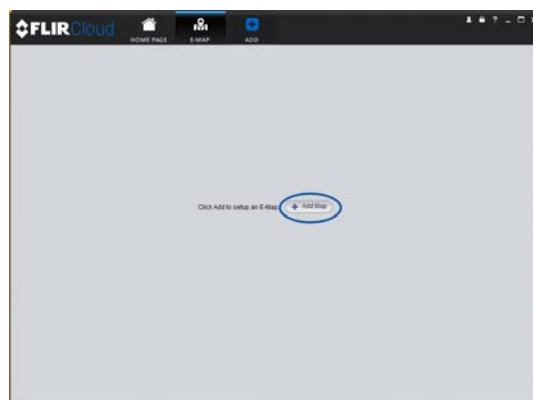 FLIRCloud
HOME PAGE
E-MAP
ADD
?
Click Add to setup an E-Map:
Add Map